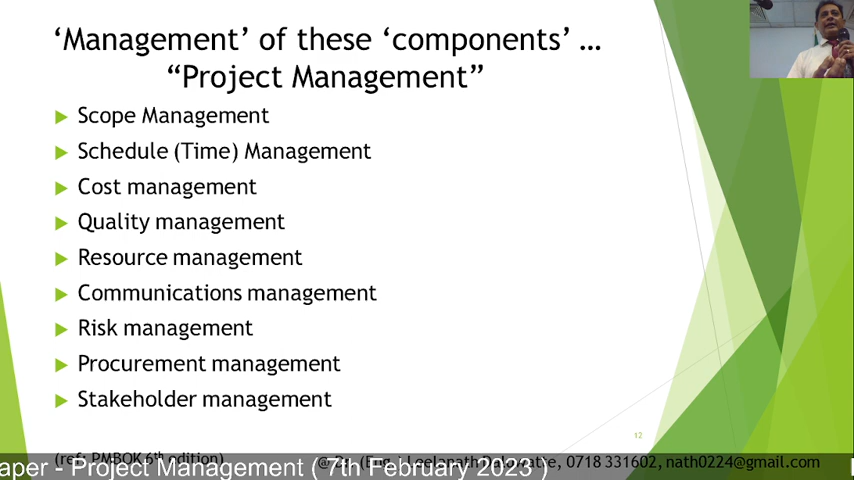 ‘Management’ of these ‘components’ ...
“Project Management”
Scope Management
Schedule (Time) Management
Cost management
Quality management
Resource management
Communications management
Risk management
Procurement management
Stakeholder management
12
(ref: PMBOK 6th edition)
0718 331602, nath0224@gmail.com
aper - Project Management ( 7th February 2023 )